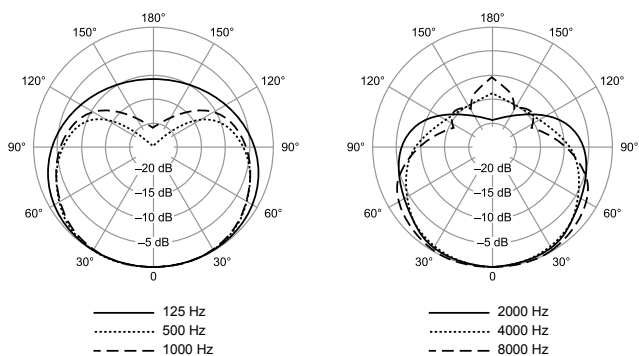 180°
150° 150°
120° 120°
90° 90°
–20 dB
–15 dB
–10 dB
–5 dB
60° 60°
30° 30°
0
125 Hz
500 Hz
1000 Hz
180°
150° 150°
120° 120°
90° 90°
–20 dB
–15 dB
–10 dB
–5 dB
60° 60°
30° 30°
0
2000 Hz
4000 Hz
8000 Hz